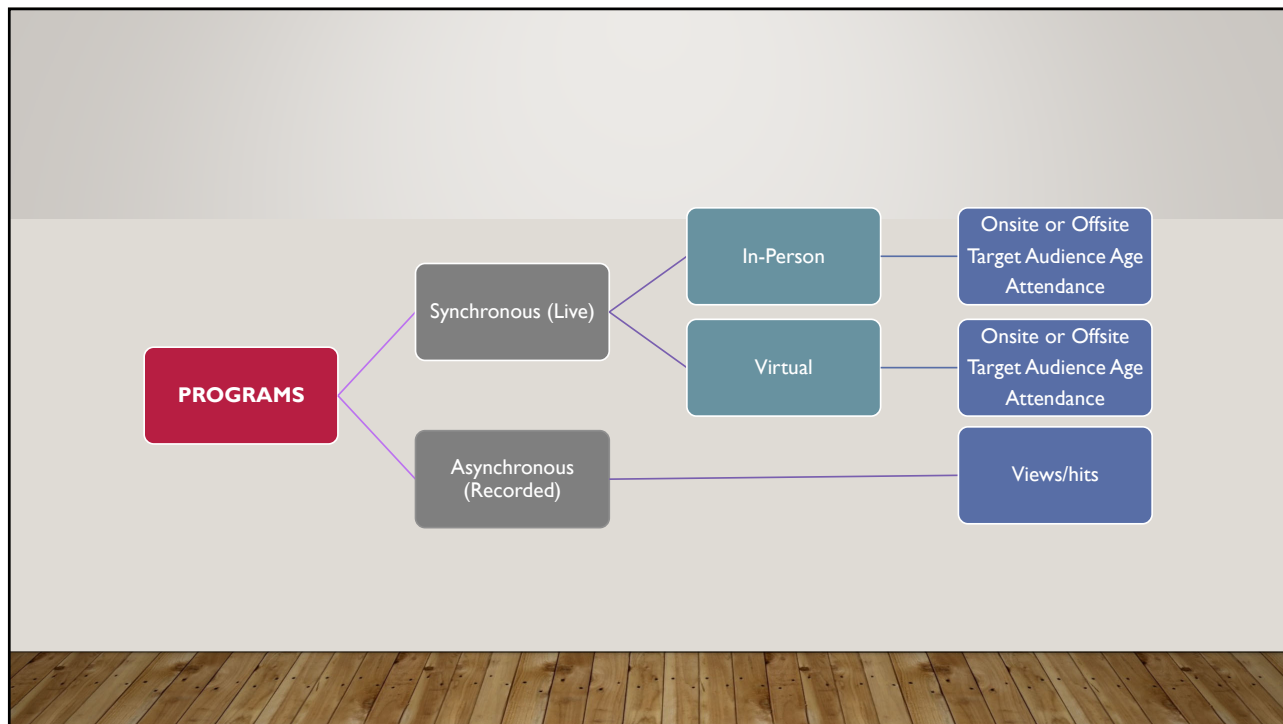 PROGRAMS
Synchronous (Live)
In-Person
Onsite or Offsite
Target Audience Age
Attendance
Virtual
Onsite or Offsite
Target Audience Age
Attendance
Asynchronous
(Recorded)
Views/hits